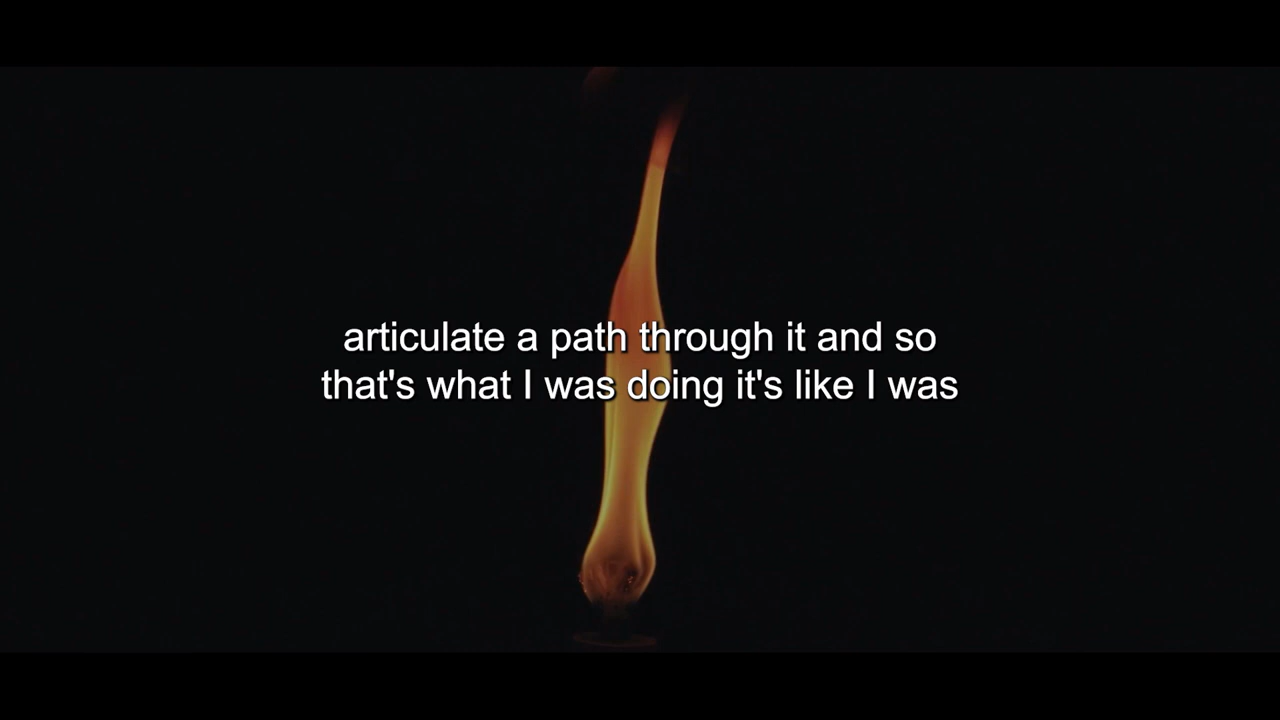 articulate a path through it and so
that's what I was doing it's like I was